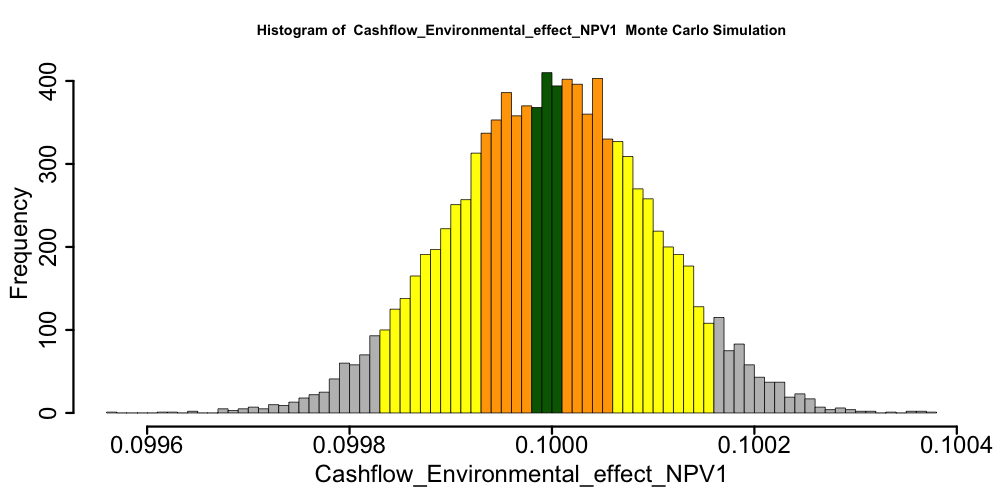 Histogram of  Cashflow_Environmental_effect_NPV1  Monte Carlo Simulation
Frequency
400
300
200
100
0
0.0996 0.0998 0.1000 0.1002 0.1004
Cashflow_Environmental_effect_NPV1